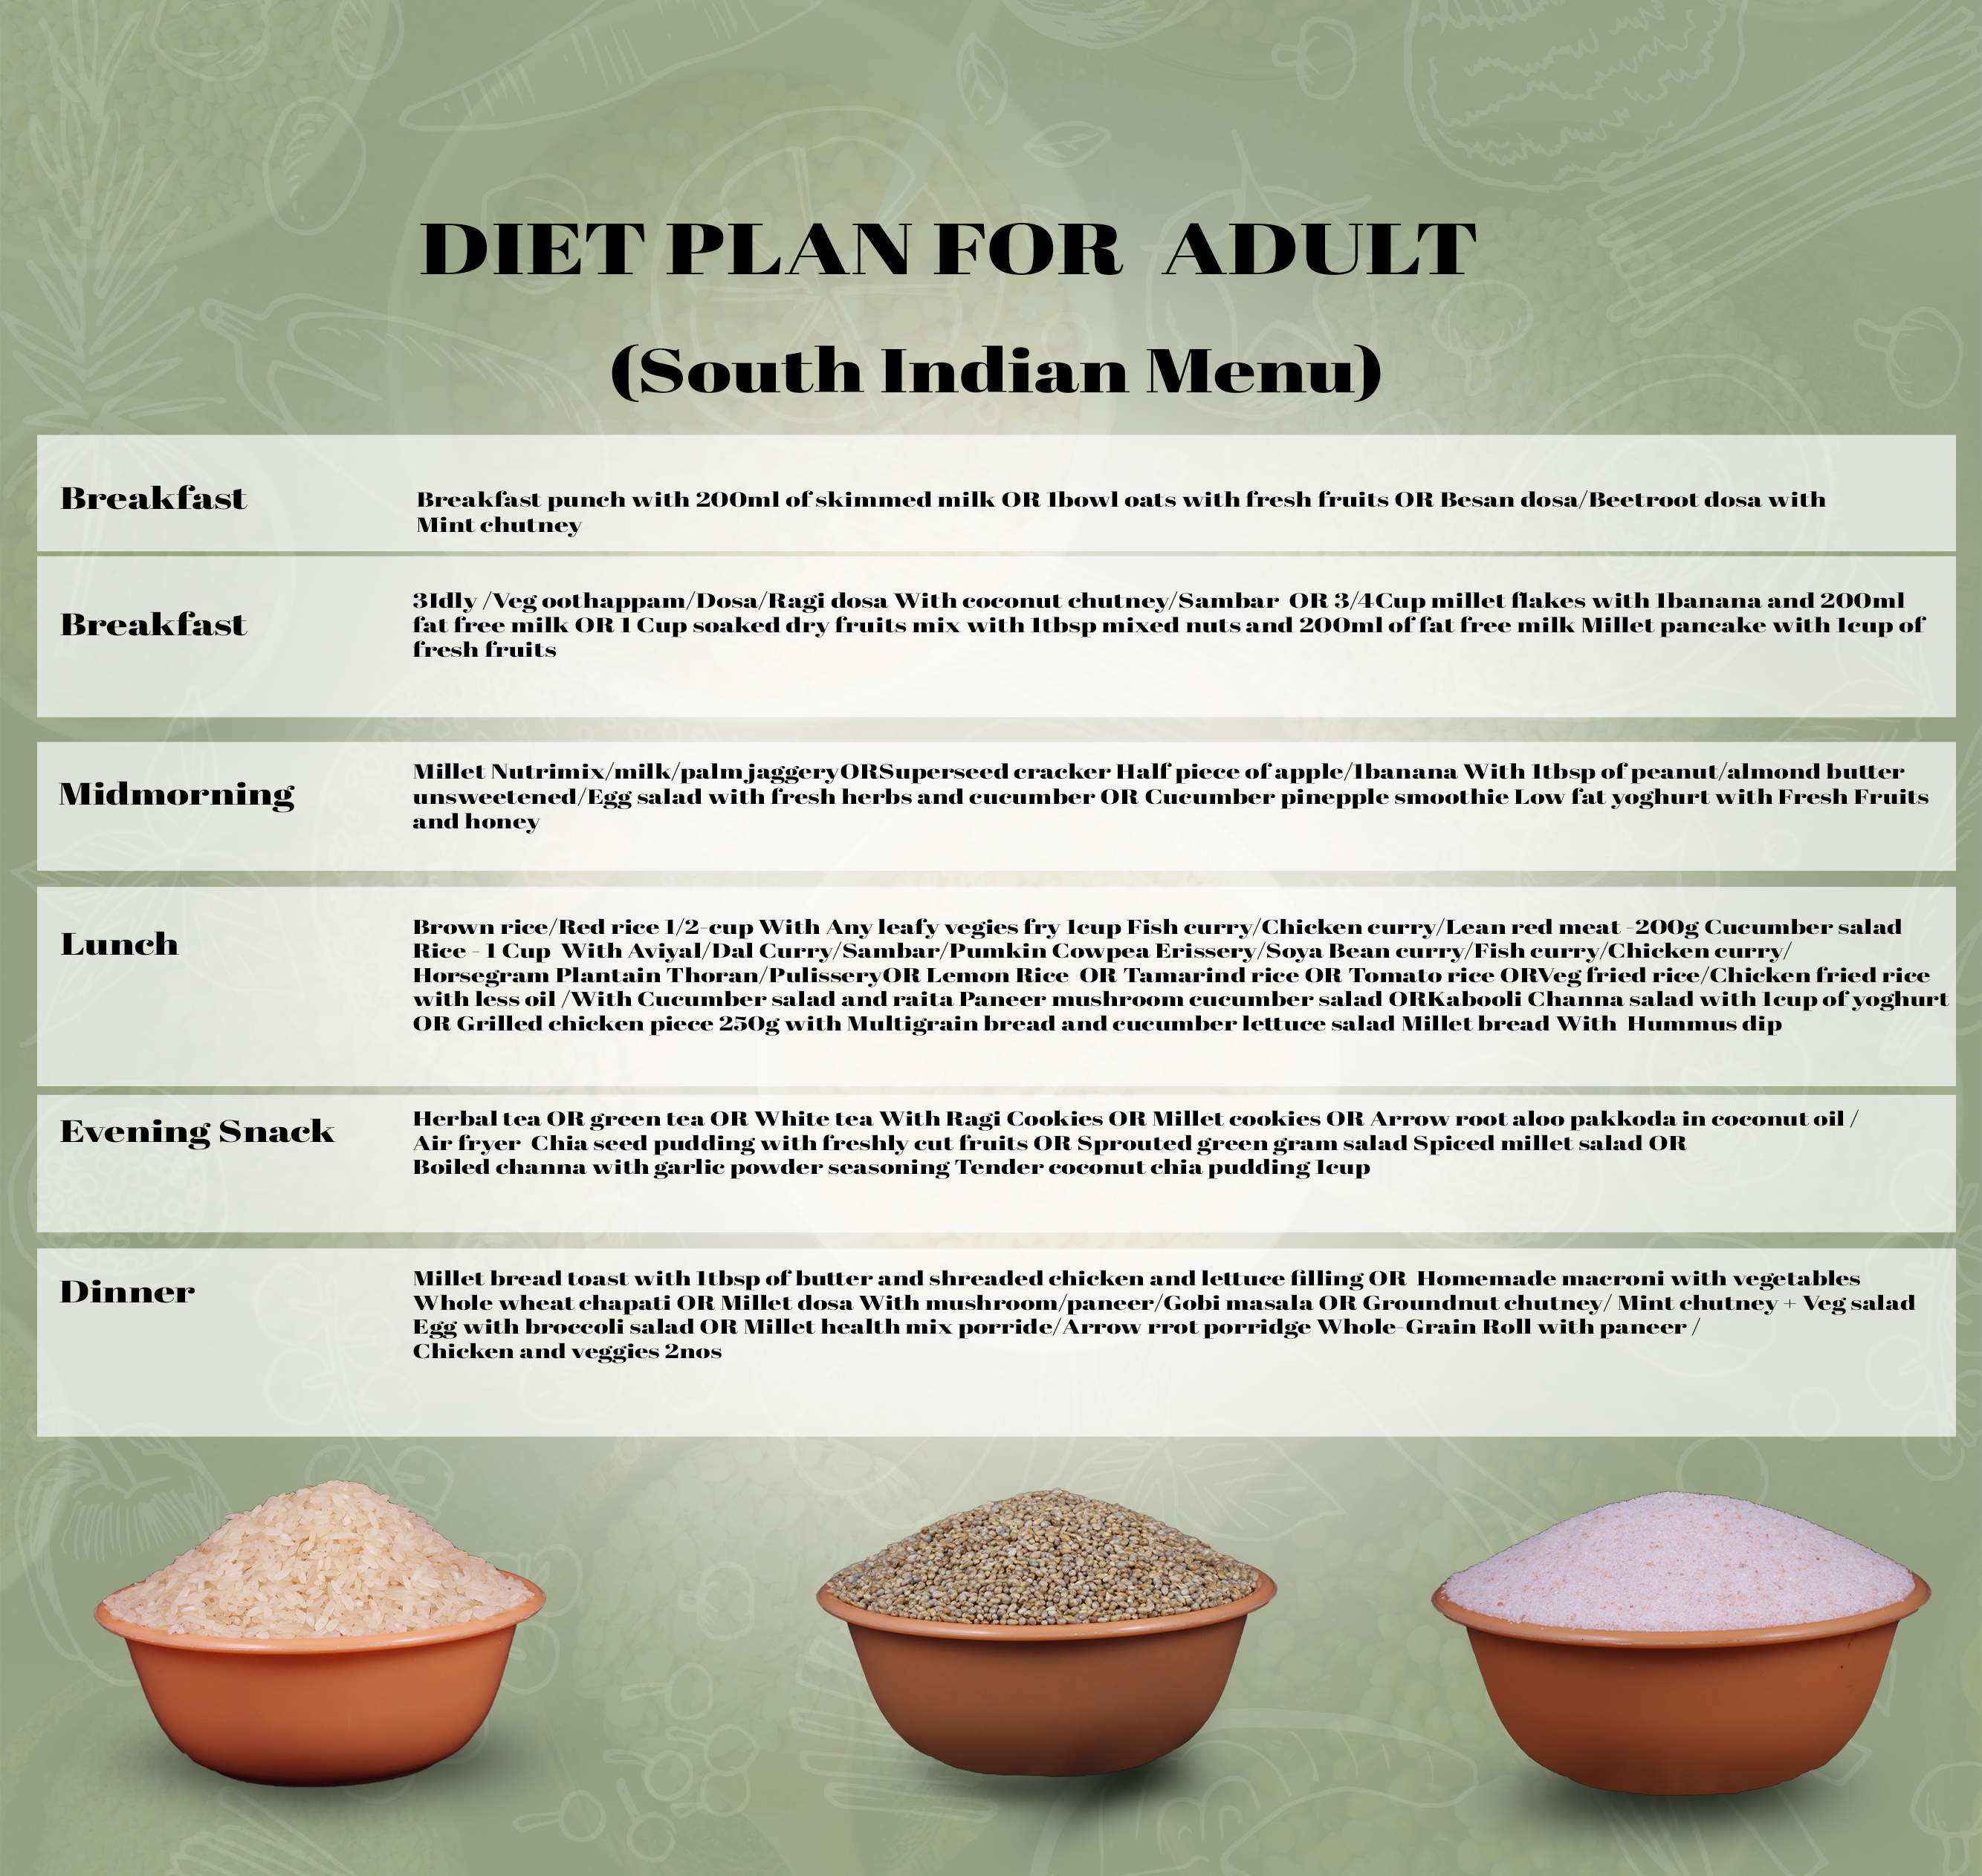 DIET PLAN FOR ADULT
(South Indian Menu)
Breakfast
Breakfast punch with 200ml of skimmed milk OR 1bowl oats with fresh fruits OR Besan dosa/Beetroot dosa with
Mint chutney
Breakfast
3Idly /Veg oothappam/Dosa/Ragi dosa With coconut chutney/Sambar OR 3/4Cup millet flakes with 1banana and 200ml
fat free milk OR 1 Cup soaked dry fruits mix with 1tbsp mixed nuts and 200ml of fat free milk Millet pancake with 1cup of
fresh fruits
Midmorning
Millet Nutrimix/milk/palm jaggeryORSuperseed cracker Half piece of apple/1banana With 1tbsp of peanut/almond butter
unsweetened/Egg salad with fresh herbs and cucumber OR Cucumber pinepple smoothie Low fat yoghurt with Fresh Fruits
and honey
Lunch
Brown rice/Red rice 1/2-cup With Any leafy vegies fry 1cup Fish curry/Chicken curry/Lean red meat -200g Cucumber salad
Rice - 1 Cup With Aviyal/Dal Curry/Sambar/Pumkin Cowpea Erissery/Soya Bean curry/Fish curry/Chicken curry/
Horsegram Plantain Thoran/PulisseryOR Lemon Rice OR Tamarind rice OR Tomato rice ORVeg fried rice/Chicken fried rice
with less oil /With Cucumber salad and raita Paneer mushroom cucumber salad ORKabooli Channa salad with 1cup of yoghurt
OR Grilled chicken piece 250g with Multigrain bread and cucumber lettuce salad Millet bread With Hummus dip
Evening Snack
Herbal tea OR green tea OR White tea With Ragi Cookies OR Millet cookies OR Arrow root aloo pakkoda in coconut oil /
Air fryer Chia seed pudding with freshly cut fruits OR Sprouted green gram salad Spiced millet salad OR
Boiled channa with garlic powder seasoning Tender coconut chia pudding 1cup
Dinner
Millet bread toast with 1tbsp of butter and shreaded chicken and lettuce filling OR Homemade macroni with vegetables
Whole wheat chapati OR Millet dosa With mushroom/paneer/Gobi masala OR Groundnut chutney/ Mint chutney + Veg salad
Egg with broccoli salad OR Millet health mix porride/Arrow rrot porridge Whole-Grain Roll with paneer /
Chicken and veggies 2nos